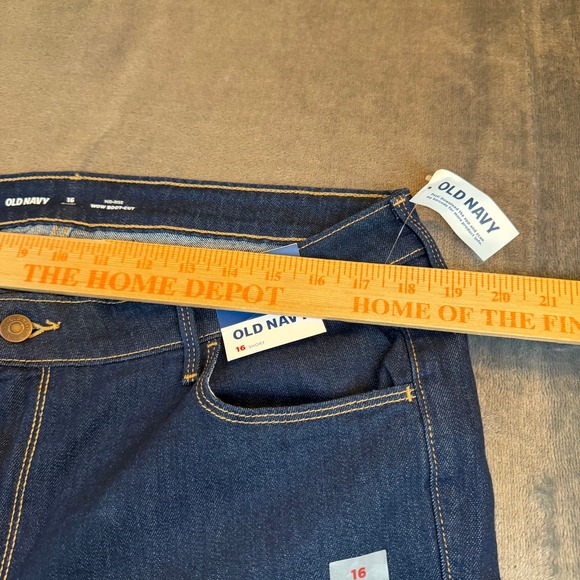 OLD NAVY
16
MID-RISE
WOW BOOT-CUT
OLD NAVY
9 10 11 12 13 14 15 16 17 18 19 20 21
THE HOME DEPOT
HOME OF THE FIN
OLD NAVY
16 SHORT
16